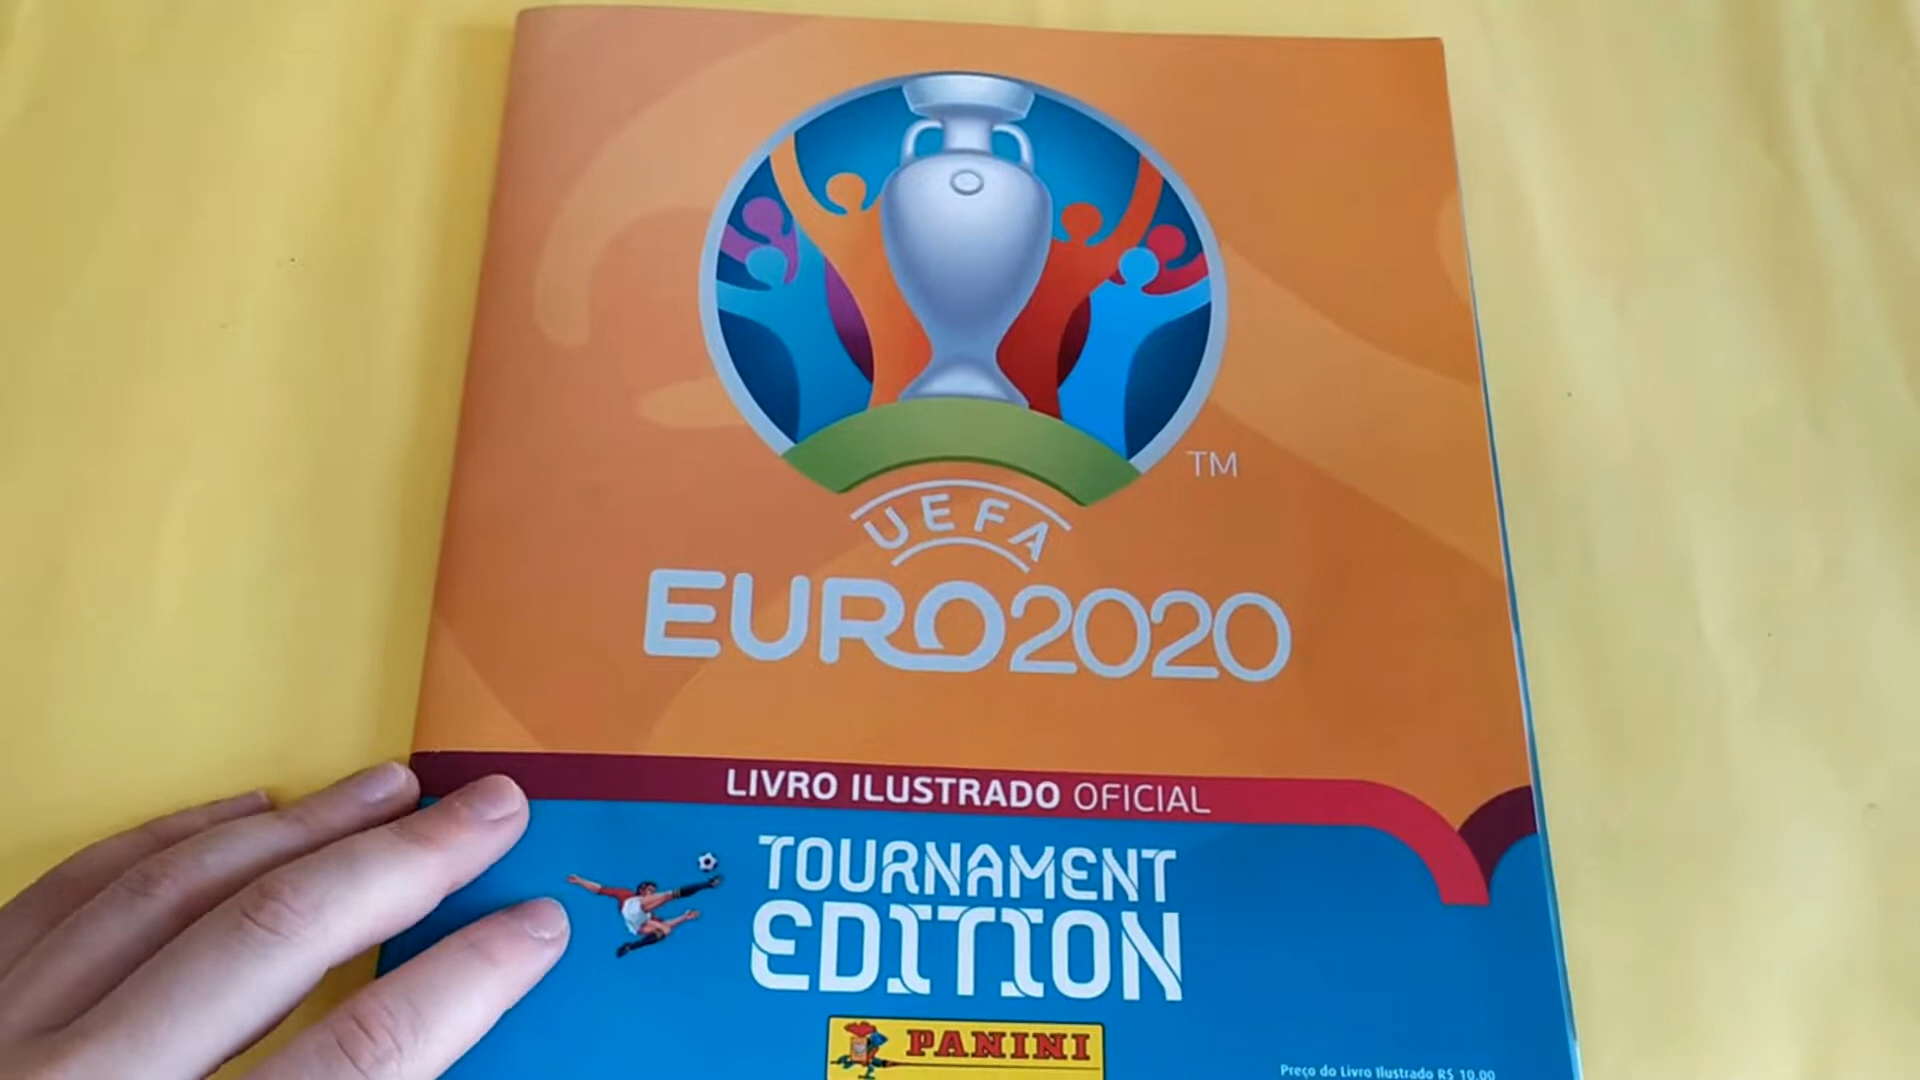 TM
UEFA
EURO2020
LIVRO ILUSTRADO OFICIAL
TOURNAMENT
EDITION
PANINI
Preço do Livro Ilustrado R$ 10,00